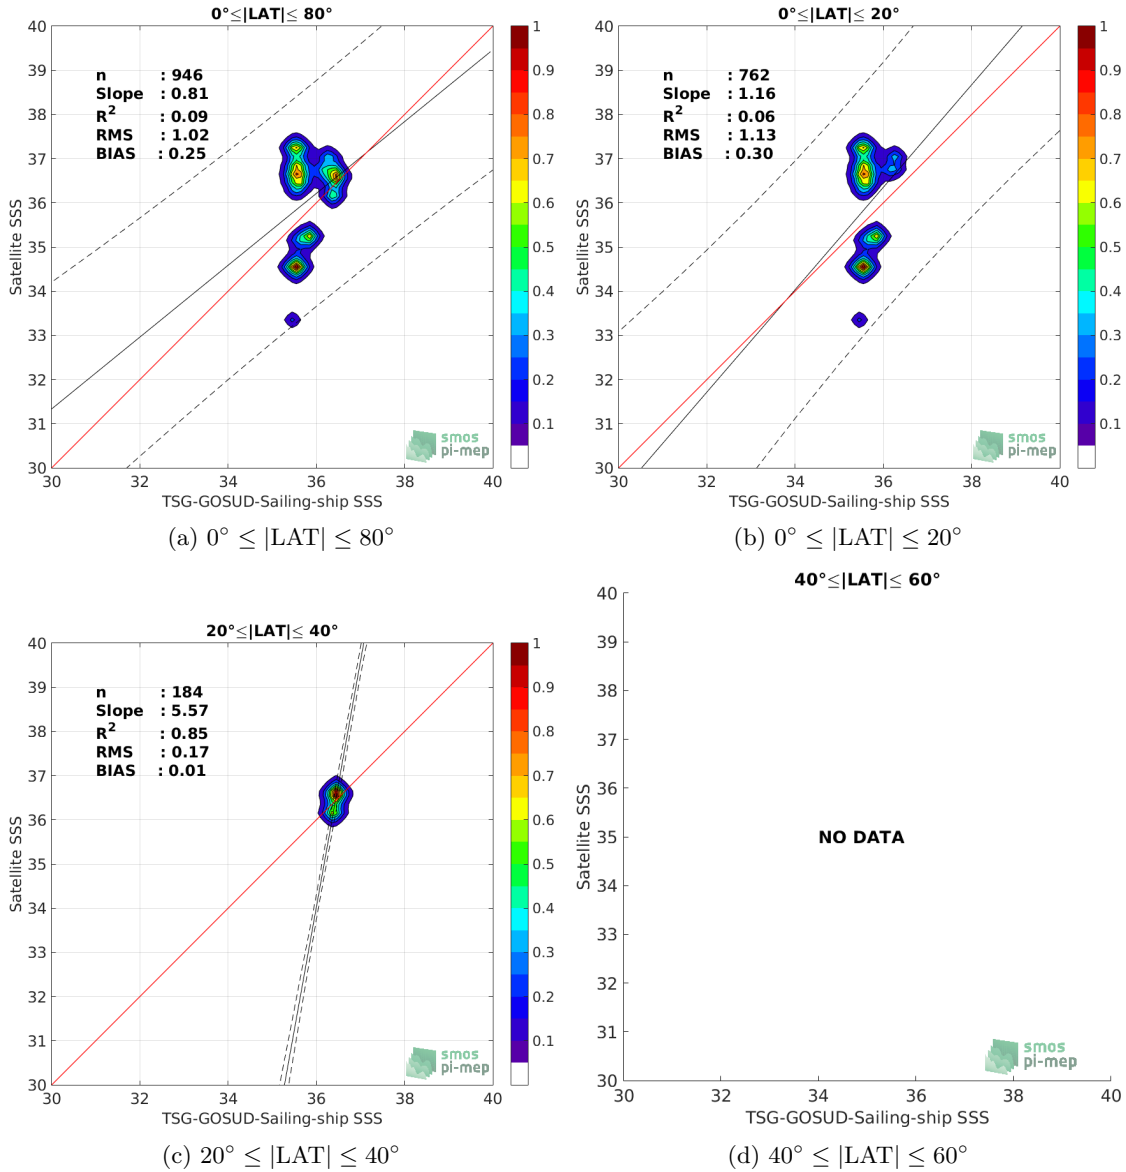 0°≤|LAT|≤ 80°
40
39
38
37
36
35
34
33
32
31
30
Satellite SSS
n : 946
Slope : 0.81
R2 : 0.09
RMS : 1.02
BIAS : 0.25
1
0.9
0.8
0.7
0.6
0.5
0.4
0.3
0.2
0.1
smos
pi-mep
30 32 34 36 38 40
TSG-GOSUD-Sailing-ship SSS
(a) 0° ≤ |LAT| ≤ 80°
0°≤|LAT|≤ 20°
40
39
38
37
36
35
34
33
32
31
30
Satellite SSS
n : 762
Slope : 1.16
R2 : 0.06
RMS : 1.13
BIAS : 0.30
1
0.9
0.8
0.7
0.6
0.5
0.4
0.3
0.2
0.1
smos
pi-mep
30 32 34 36 38 40
TSG-GOSUD-Sailing-ship SSS
(b) 0° ≤ |LAT| ≤ 20°
20°≤|LAT|≤ 40°
40
39
38
37
36
35
34
33
32
31
30
Satellite SSS
n : 184
Slope : 5.57
R2 : 0.85
RMS : 0.17
BIAS : 0.01
1
0.9
0.8
0.7
0.6
0.5
0.4
0.3
0.2
0.1
smos
pi-mep
30 32 34 36 38 40
TSG-GOSUD-Sailing-ship SSS
(c) 20° ≤ |LAT| ≤ 40°
40°≤|LAT|≤ 60°
40
39
38
37
36
35
34
33
32
31
30
Satellite SSS
NO DATA
smos
pi-mep
30 32 34 36 38 40
TSG-GOSUD-Sailing-ship SSS
(d) 40° ≤ |LAT| ≤ 60°